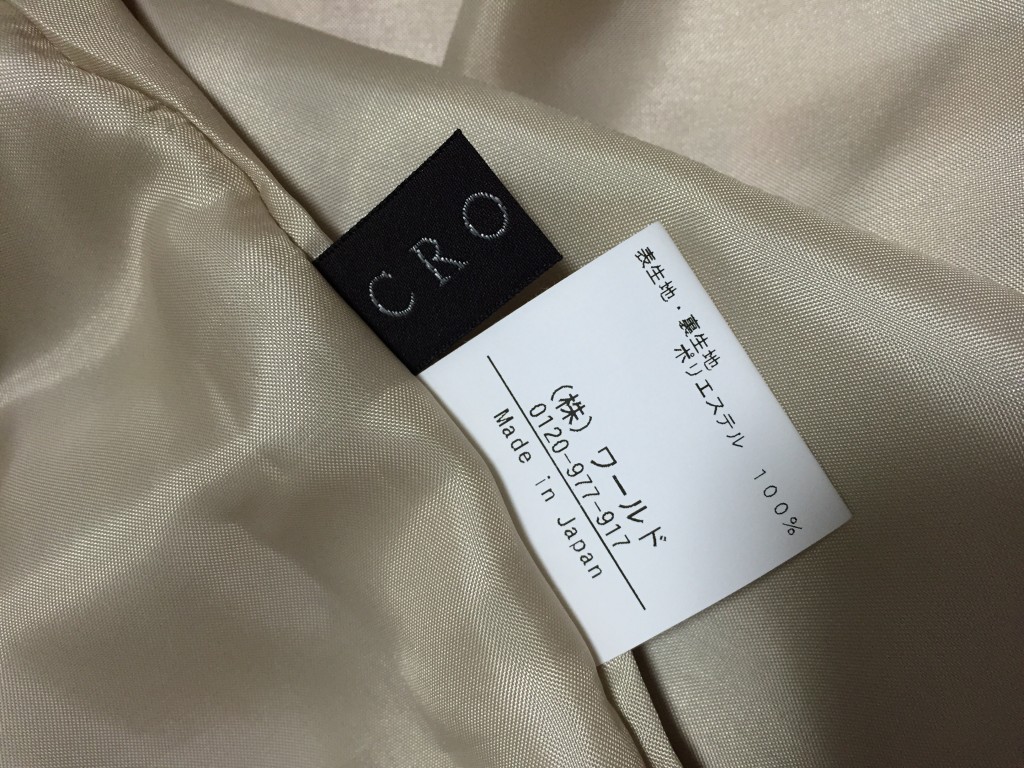 CRO
表生地・裏生地
ポリエステル 100%
(株)ワールド
0120-977-917
Made in Japan